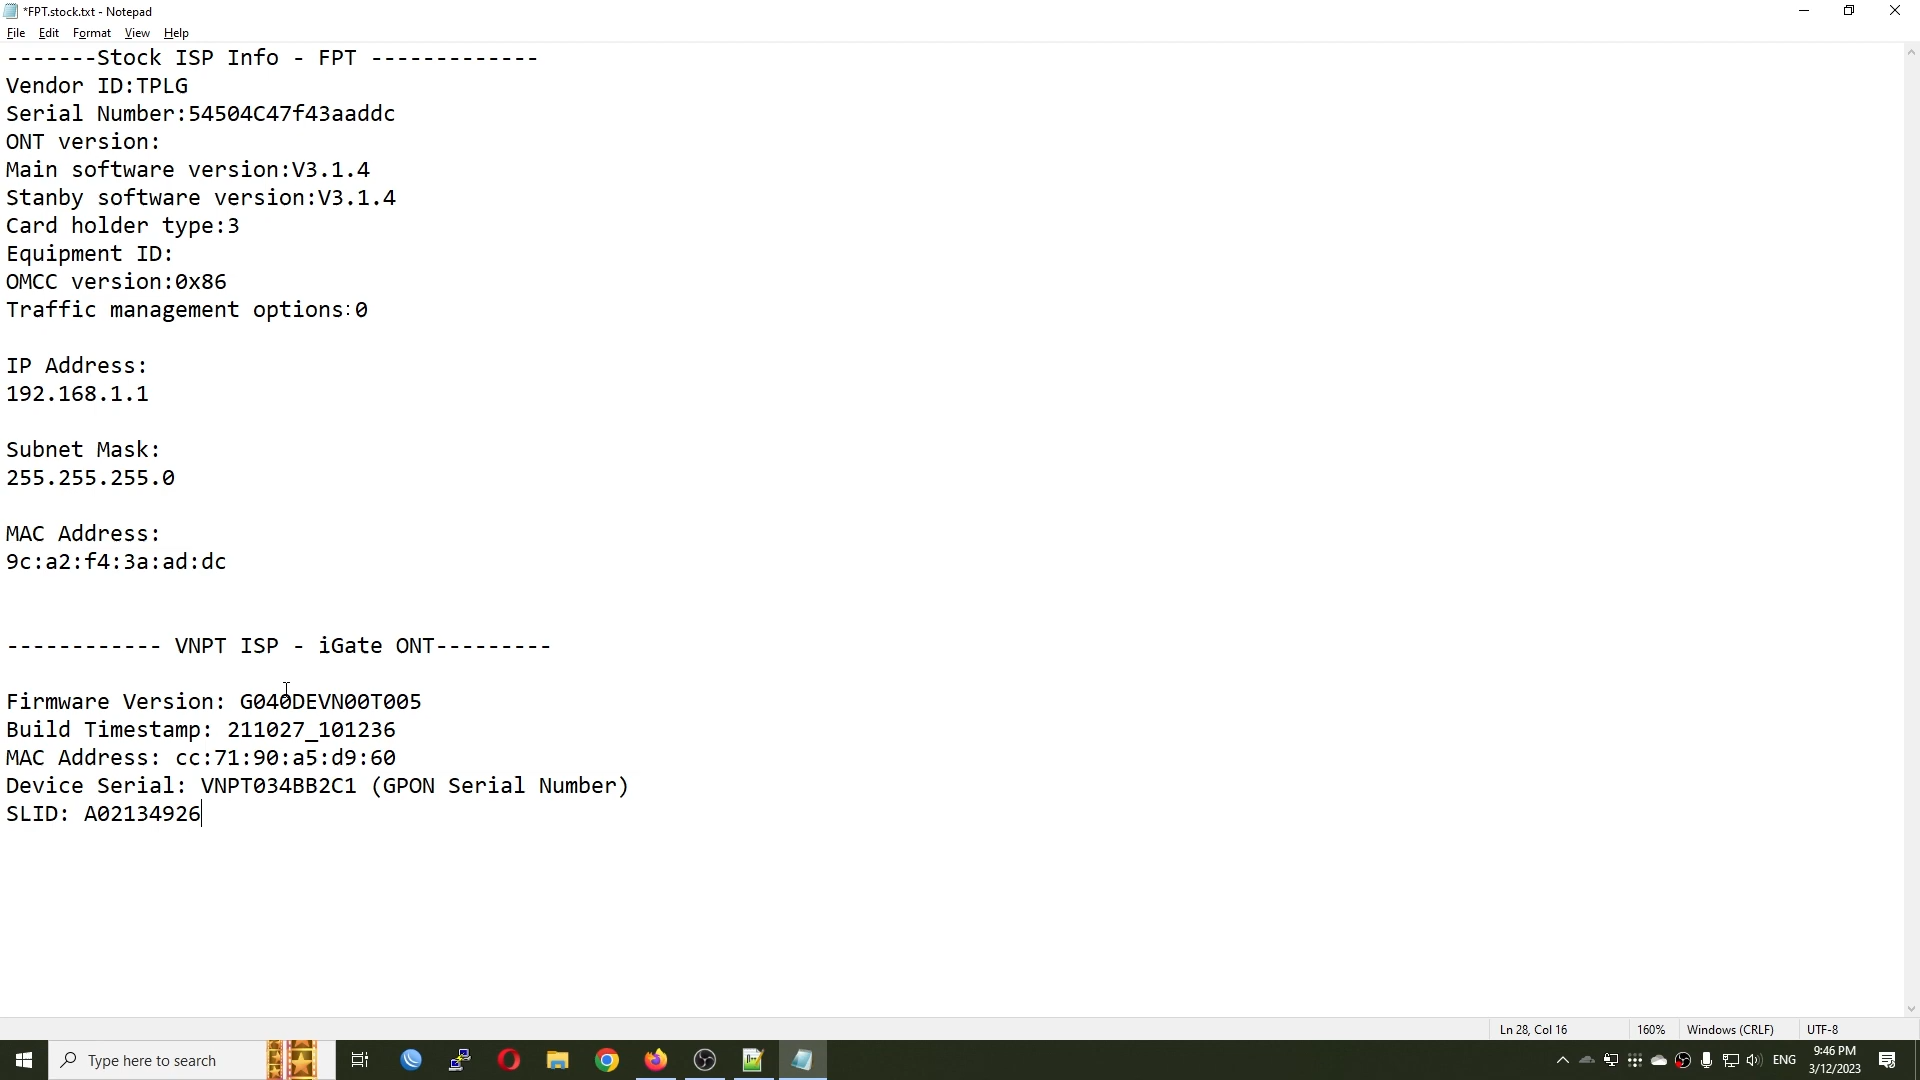 *FPT.stock.txt - Notepad
File Edit Format View Help
-------Stock ISP Info - FPT -------------
Vendor ID:TPLG
Serial Number:54504C47f43aaddc
ONT version:
Main software version:V3.1.4
Stanby software version:V3.1.4
Card holder type:3
Equipment ID:
OMCC version:0x86
Traffic management options:0
IP Address:
192.168.1.1
Subnet Mask:
255.255.255.0
MAC Address:
9c:a2:f4:3a:ad:dc
------------ VNPT ISP - iGate ONT---------
Firmware Version: G040DEVN00T005
Build Timestamp: 211027_101236
MAC Address: cc:71:90:a5:d9:60
Device Serial: VNPT034BB2C1 (GPON Serial Number)
SLID: A02134926
Ln 28, Col 16 160% Windows (CRLF) UTF-8
Type here to search
ENG
9:46 PM
3/12/2023